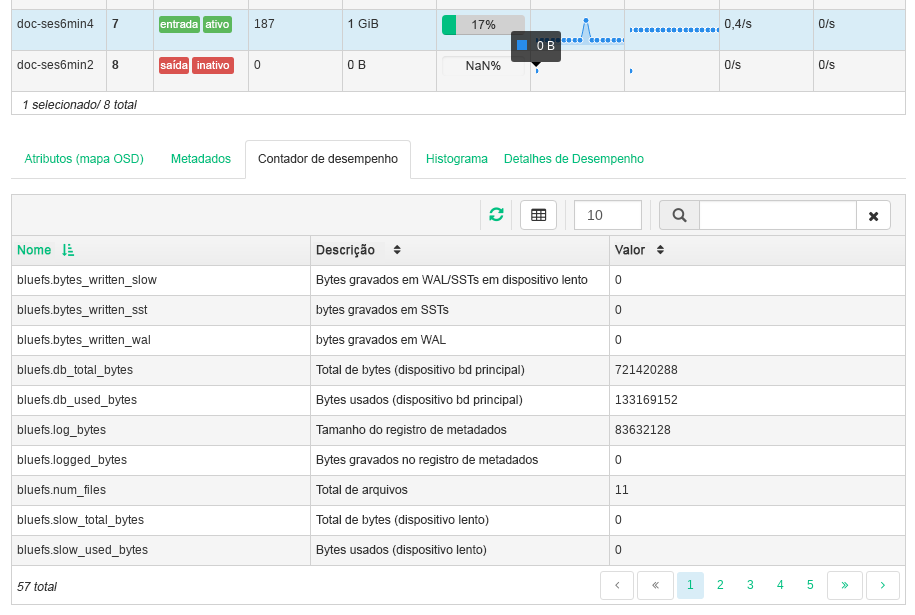 doc-ses6min4 7 entrada ativo 187 1 GiB 17% 0,4/s 0/s
0 B
doc-ses6min2 8 saída inativo 0 0 B NaN% 0/s 0/s
1 selecionado/ 8 total
Atributos (mapa OSD) Metadados Contador de desempenho Histograma Detalhes de Desempenho
10
Nome Descrição Valor
bluefs.bytes_written_slow Bytes gravados em WAL/SSTs em dispositivo lento 0
bluefs.bytes_written_sst bytes gravados em SSTs 0
bluefs.bytes_written_wal bytes gravados em WAL 0
bluefs.db_total_bytes Total de bytes (dispositivo bd principal) 721420288
bluefs.db_used_bytes Bytes usados (dispositivo bd principal) 133169152
bluefs.log_bytes Tamanho do registro de metadados 83632128
bluefs.logged_bytes Bytes gravados no registro de metadados 0
bluefs.num_files Total de arquivos 11
bluefs.slow_total_bytes Total de bytes (dispositivo lento) 0
bluefs.slow_used_bytes Bytes usados (dispositivo lento) 0
57 total ‹ « 1 2 3 4 5 » ›